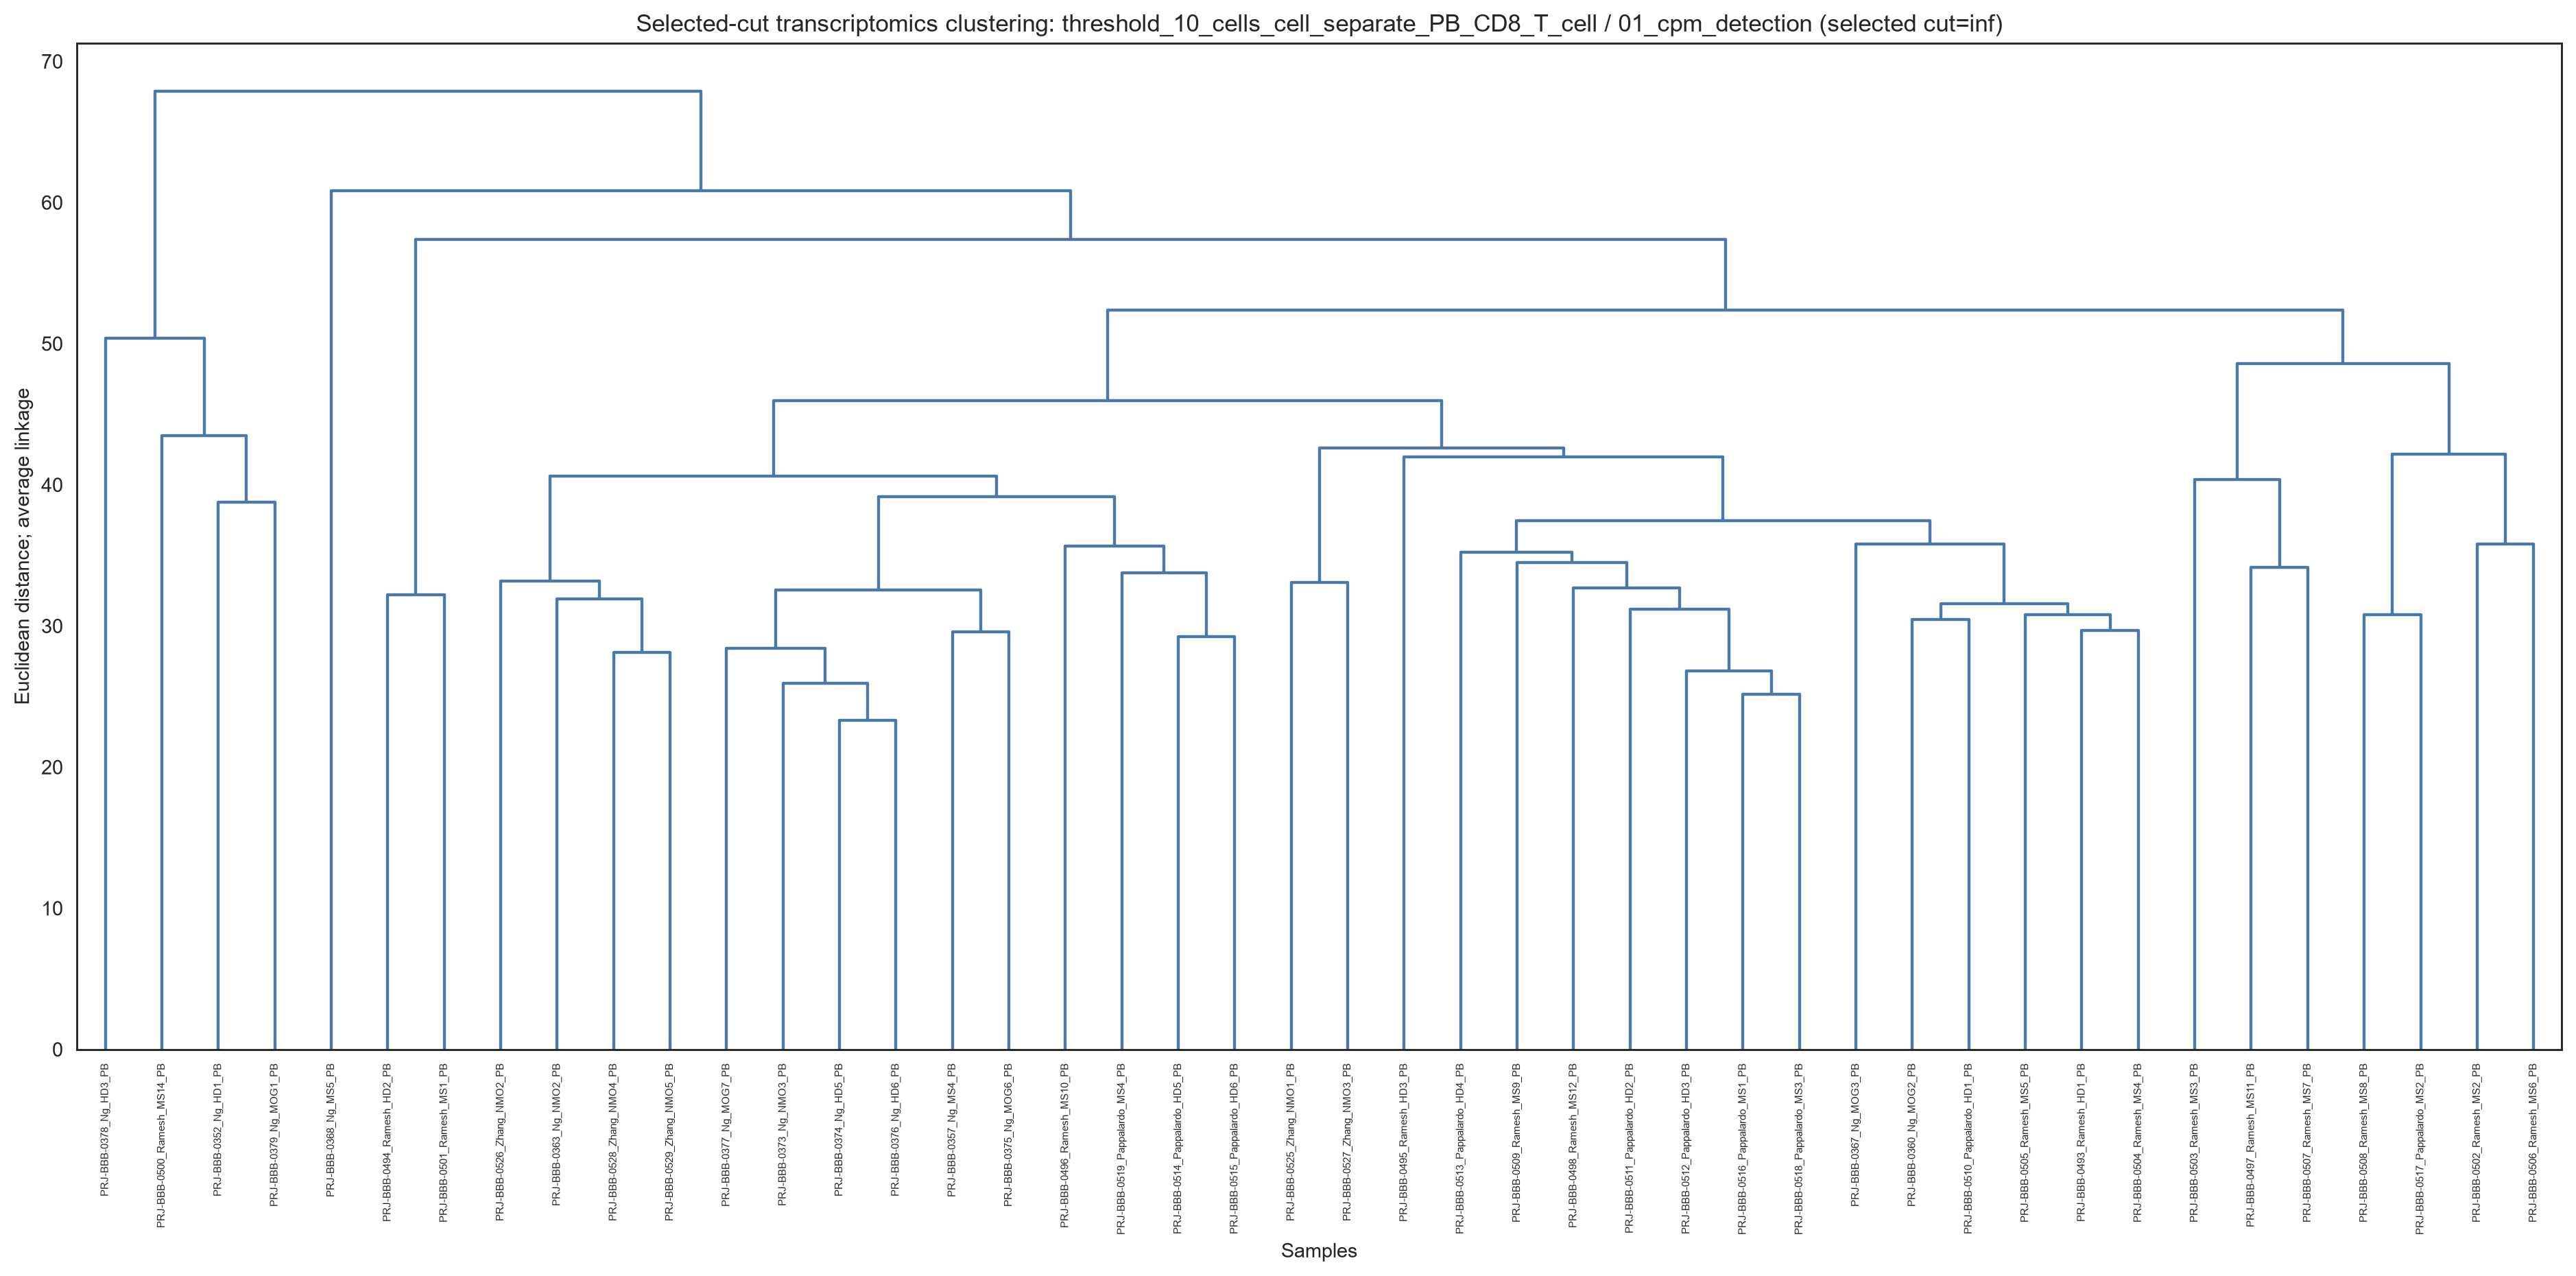 Selected-cut transcriptomics clustering: threshold_10_cells_cell_separate_PB_CD8_T_cell / 01_cpm_detection (selected cut=inf)
Euclidean distance; average linkage
70
60
50
40
30
20
10
0
PRJ-BBB-0378_Ng_HD3_PB
PRJ-BBB-0500_Ramesh_MS14_PB
PRJ-BBB-0352_Ng_HD1_PB
PRJ-BBB-0379_Ng_MOG1_PB
PRJ-BBB-0368_Ng_MS5_PB
PRJ-BBB-0494_Ramesh_HD2_PB
PRJ-BBB-0501_Ramesh_MS1_PB
PRJ-BBB-0526_Zhang_NMO2_PB
PRJ-BBB-0363_Ng_NMO2_PB
PRJ-BBB-0528_Zhang_NMO4_PB
PRJ-BBB-0529_Zhang_NMO5_PB
PRJ-BBB-0377_Ng_MOG7_PB
PRJ-BBB-0373_Ng_NMO3_PB
PRJ-BBB-0374_Ng_HD5_PB
PRJ-BBB-0376_Ng_HD6_PB
PRJ-BBB-0357_Ng_MS4_PB
PRJ-BBB-0375_Ng_MOG6_PB
PRJ-BBB-0496_Ramesh_MS10_PB
PRJ-BBB-0519_Pappalardo_MS4_PB
PRJ-BBB-0514_Pappalardo_HD5_PB
PRJ-BBB-0515_Pappalardo_HD6_PB
PRJ-BBB-0525_Zhang_NMO1_PB
PRJ-BBB-0527_Zhang_NMO3_PB
PRJ-BBB-0495_Ramesh_HD3_PB
PRJ-BBB-0513_Pappalardo_HD4_PB
PRJ-BBB-0509_Ramesh_MS9_PB
PRJ-BBB-0498_Ramesh_MS12_PB
PRJ-BBB-0511_Pappalardo_HD2_PB
PRJ-BBB-0512_Pappalardo_HD3_PB
PRJ-BBB-0516_Pappalardo_MS1_PB
PRJ-BBB-0518_Pappalardo_MS3_PB
PRJ-BBB-0367_Ng_MOG3_PB
PRJ-BBB-0360_Ng_MOG2_PB
PRJ-BBB-0510_Pappalardo_HD1_PB
PRJ-BBB-0505_Ramesh_MS5_PB
PRJ-BBB-0493_Ramesh_HD1_PB
PRJ-BBB-0504_Ramesh_MS4_PB
PRJ-BBB-0503_Ramesh_MS3_PB
PRJ-BBB-0497_Ramesh_MS11_PB
PRJ-BBB-0507_Ramesh_MS7_PB
PRJ-BBB-0508_Ramesh_MS8_PB
PRJ-BBB-0517_Pappalardo_MS2_PB
PRJ-BBB-0502_Ramesh_MS2_PB
PRJ-BBB-0506_Ramesh_MS6_PB
Samples